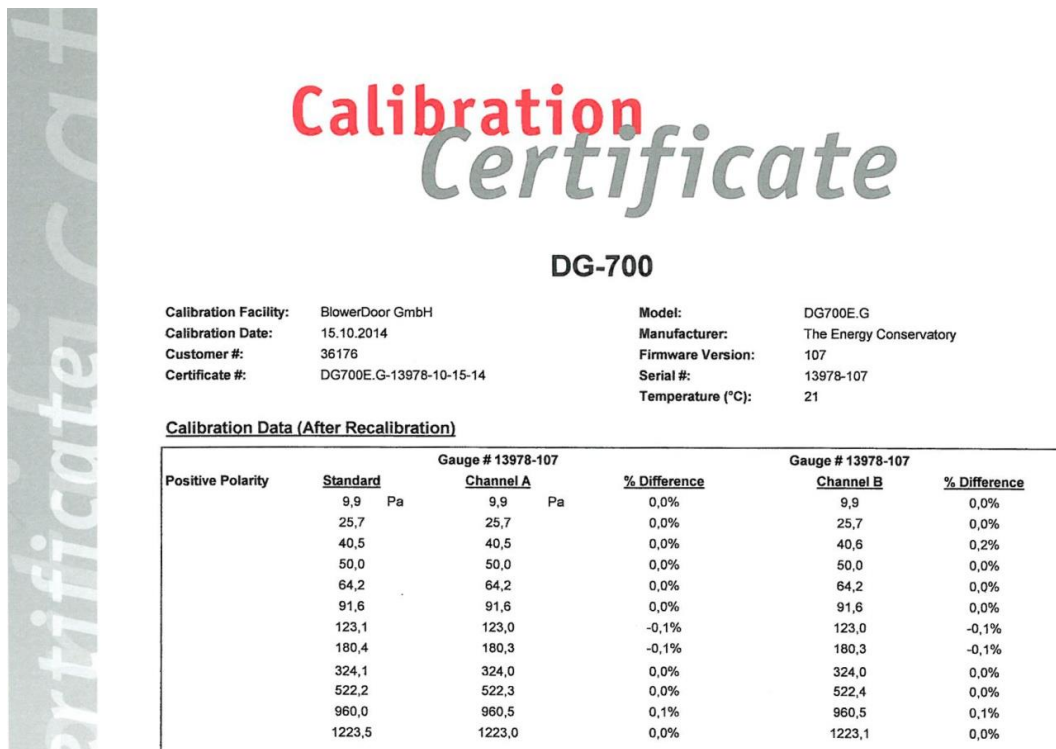 Calibration
Certificate
DG-700
Calibration Facility: BlowerDoor GmbH Model: DG700E.G
Calibration Date: 15.10.2014 Manufacturer: The Energy Conservatory
Customer #: 36176 Firmware Version: 107
Certificate #: DG700E.G-13978-10-15-14 Serial #: 13978-107
Temperature (°C): 21
Calibration Data (After Recalibration)
Gauge # 13978-107 Gauge # 13978-107
Positive Polarity Standard Channel A % Difference Channel B % Difference
9,9 Pa 9,9 Pa 0,0% 9,9 0,0%
25,7 25,7 0,0% 25,7 0,0%
40,5 40,5 0,0% 40,6 0,2%
50,0 50,0 0,0% 50,0 0,0%
64,2 64,2 0,0% 64,2 0,0%
91,6 91,6 0,0% 91,6 0,0%
123,1 123,0 -0,1% 123,0 -0,1%
180,4 180,3 -0,1% 180,3 -0,1%
324,1 324,0 0,0% 324,0 0,0%
522,2 522,3 0,0% 522,4 0,0%
960,0 960,5 0,1% 960,5 0,1%
1223,5 1223,0 0,0% 1223,1 0,0%